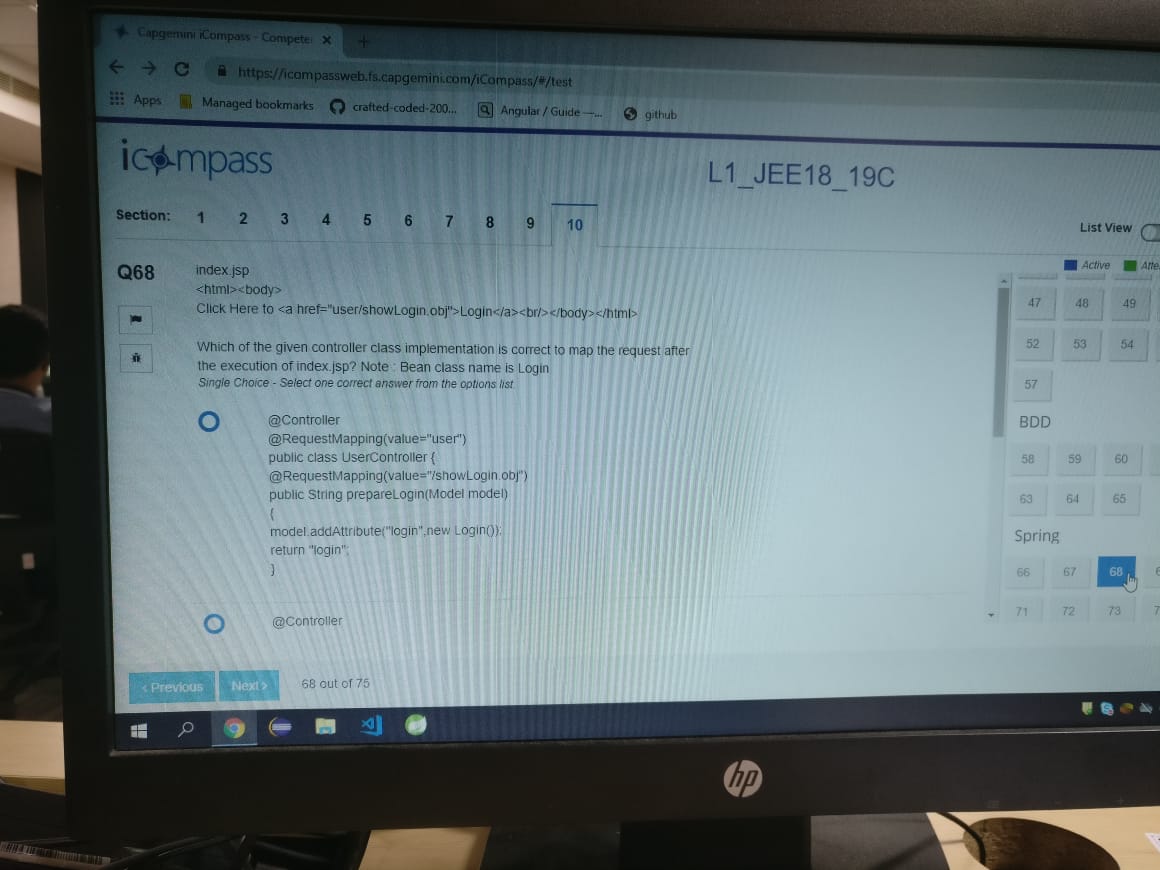 Capgemini iCompass - Compete
https://icompassweb.fs.capgemini.com/iCompass/#/test
Apps Managed bookmarks crafted-coded-200... Angular / Guide —... github
icompass
L1_JEE18_19C
Section: 1 2 3 4 5 6 7 8 9 10
List View
Active Atte
Q68
index.jsp
<html><body>
Click Here to <a href="user/showLogin.obj">Login</a><br/></body></html>
Which of the given controller class implementation is correct to map the request after
the execution of index.jsp? Note : Bean class name is Login
Single Choice - Select one correct answer from the options list
@Controller
@RequestMapping(value="user")
public class UserController {
@RequestMapping(value="/showLogin.obj")
public String prepareLogin(Model model)
{
model.addAttribute("login",new Login());
return "login";
}
@Controller
47 48 49
52 53 54
57
BDD
58 59 60
63 64 65
Spring
66 67 68
71 72 73
< Previous Next > 68 out of 75
hp